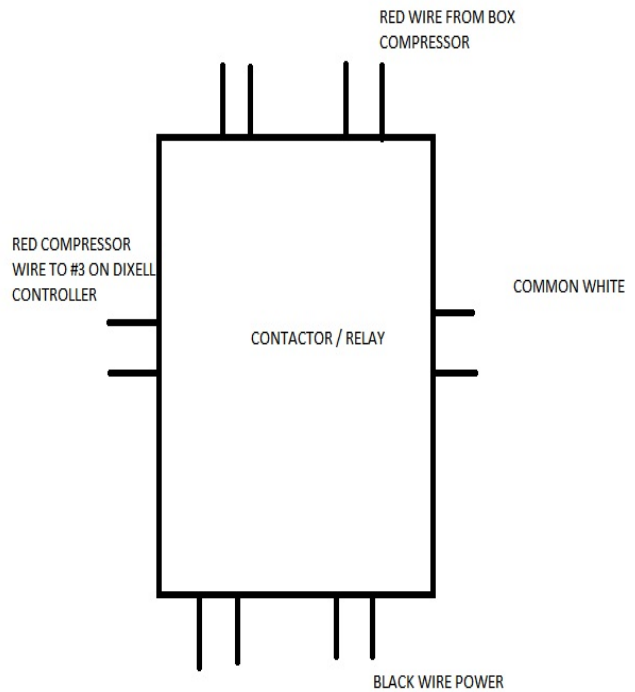 RED WIRE FROM BOX
COMPRESSOR
RED COMPRESSOR
WIRE TO #3 ON DIXELL
CONTROLLER
COMMON WHITE
CONTACTOR / RELAY
BLACK WIRE POWER